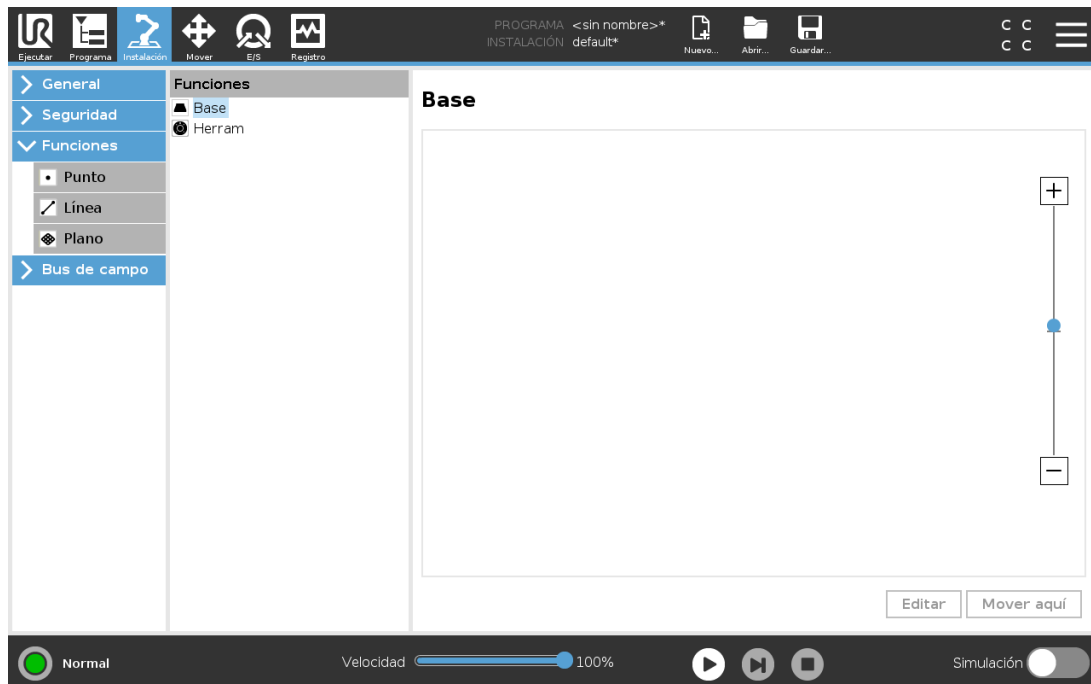 PROGRAMA <sin nombre>*
INSTALACIÓN default*
Ejecutar Programa Instalación Mover E/S Registro
Nuevo... Abrir... Guardar...
C C
C C
General
Seguridad
Funciones
Punto
Línea
Plano
Bus de campo
Funciones
Base
Herram
Base
Editar Mover aquí
Normal Velocidad 100% Simulación